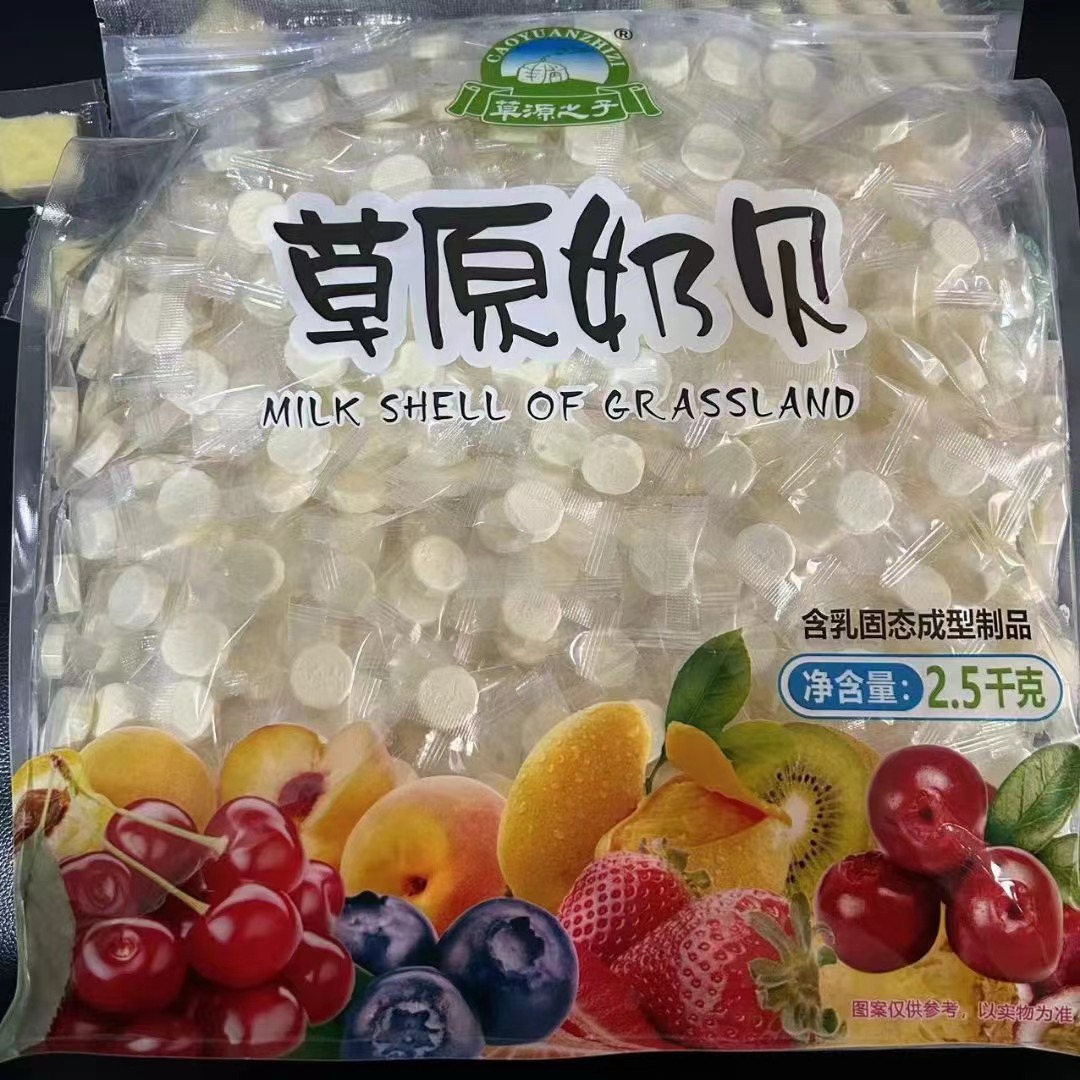 CAOYUANZHIZI®
草源之子
草原奶贝
MILK SHELL OF GRASSLAND
含乳固态成型制品
净含量：2.5千克
图案仅供参考，以实物为准